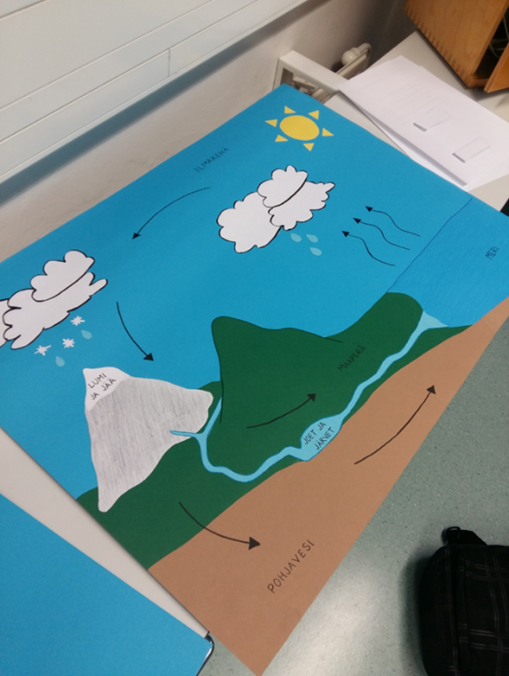 ILMAKEHÄ
MERI
LUMI
JA JÄÄ
MAAPERÄ
JOET JA
JÄRVET
POHJAVESI